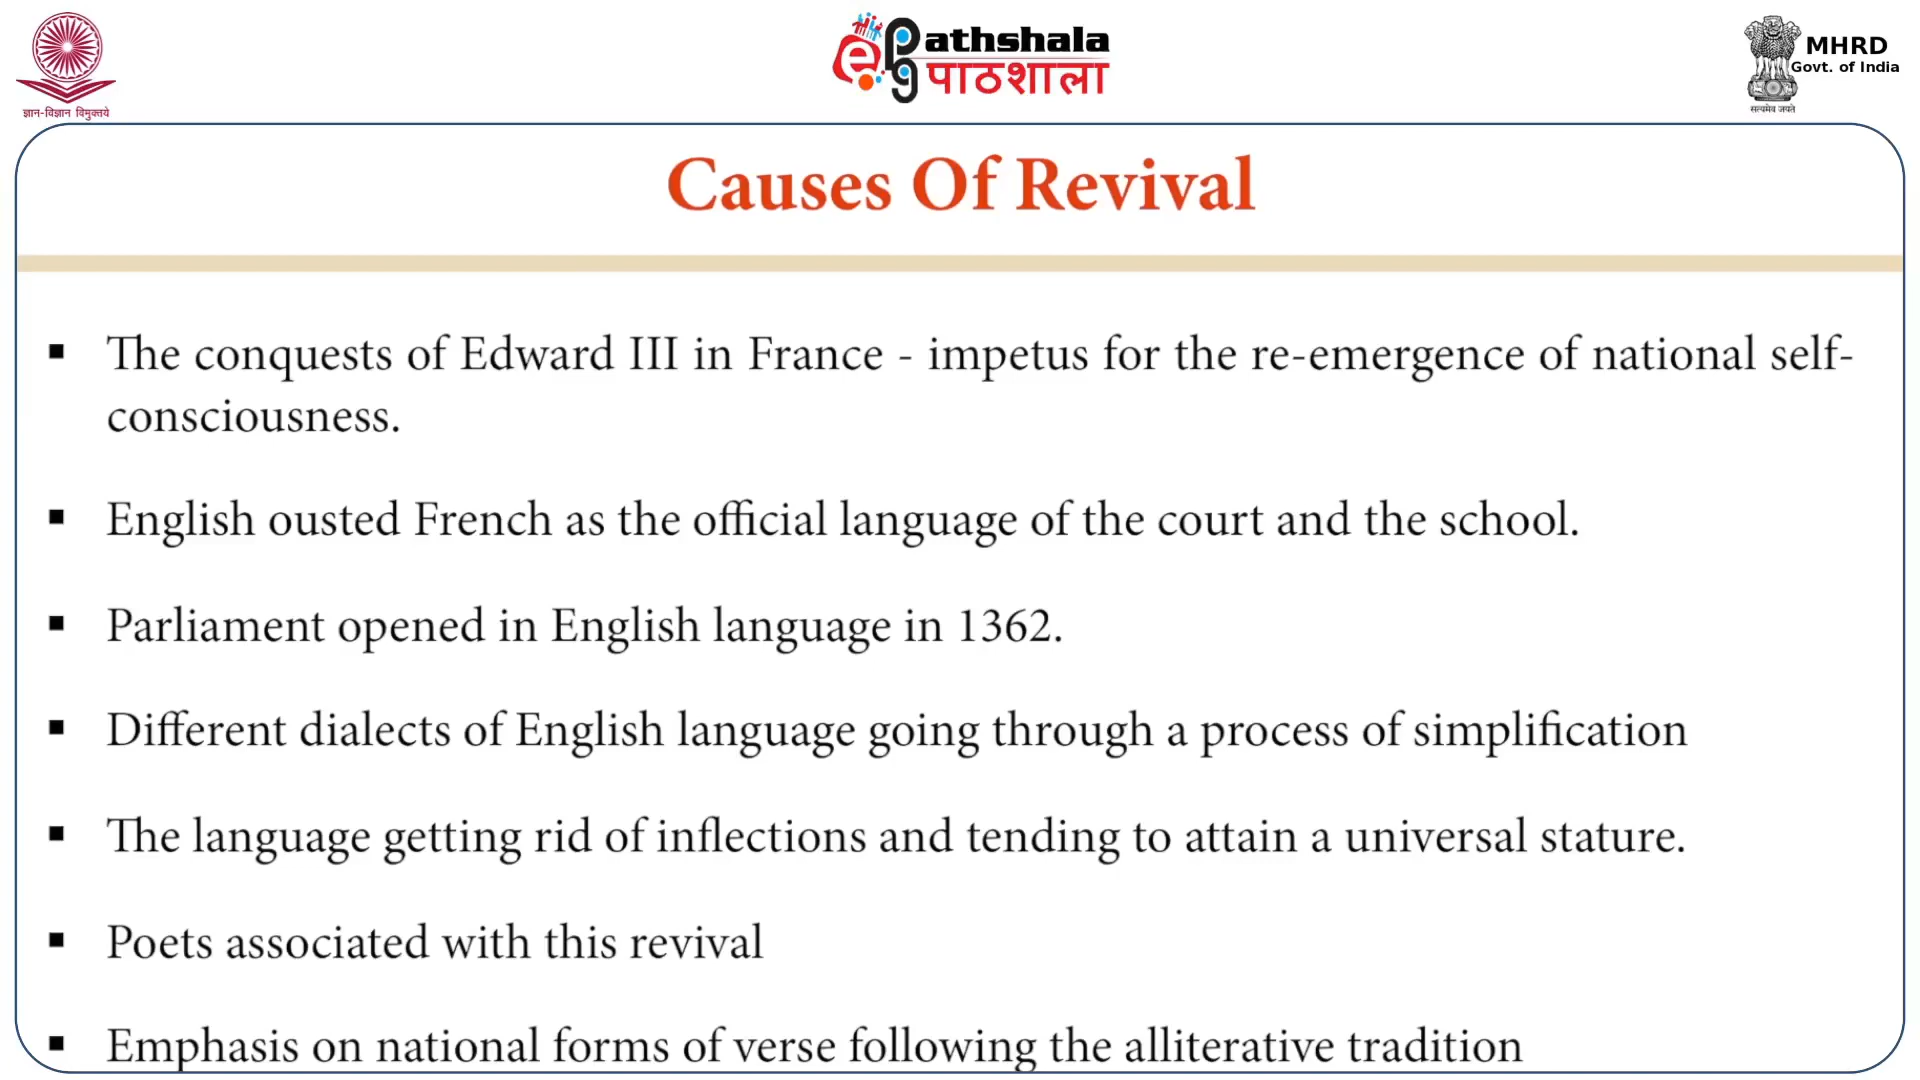 ज्ञान-विज्ञान विमुक्तये
ePathshala
पाठशाला
MHRD
Govt. of India
सत्यमेव जयते
Causes Of Revival
▪ The conquests of Edward III in France - impetus for the re-emergence of national self-
consciousness.
▪ English ousted French as the official language of the court and the school.
▪ Parliament opened in English language in 1362.
▪ Different dialects of English language going through a process of simplification
▪ The language getting rid of inflections and tending to attain a universal stature.
▪ Poets associated with this revival
▪ Emphasis on national forms of verse following the alliterative tradition